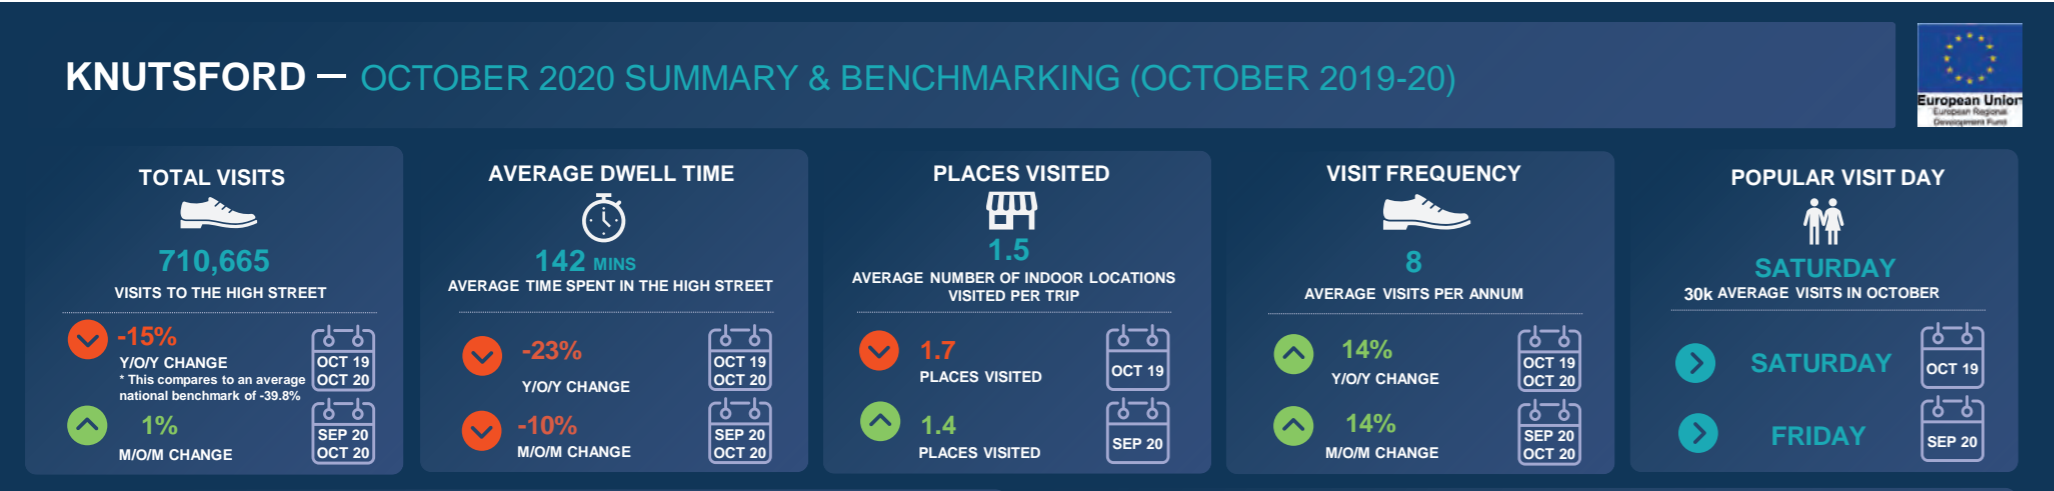 KNUTSFORD — OCTOBER 2020 SUMMARY & BENCHMARKING (OCTOBER 2019-20)
European Union
European Regional
Development Fund
TOTAL VISITS
710,665
VISITS TO THE HIGH STREET
-15%
Y/O/Y CHANGE
* This compares to an average
national benchmark of -39.8%
OCT 19
OCT 20
1%
M/O/M CHANGE
SEP 20
OCT 20
AVERAGE DWELL TIME
142 MINS
AVERAGE TIME SPENT IN THE HIGH STREET
-23%
Y/O/Y CHANGE
OCT 19
OCT 20
-10%
M/O/M CHANGE
SEP 20
OCT 20
PLACES VISITED
1.5
AVERAGE NUMBER OF INDOOR LOCATIONS
VISITED PER TRIP
1.7
PLACES VISITED
OCT 19
1.4
PLACES VISITED
SEP 20
VISIT FREQUENCY
8
AVERAGE VISITS PER ANNUM
14%
Y/O/Y CHANGE
OCT 19
OCT 20
14%
M/O/M CHANGE
SEP 20
OCT 20
POPULAR VISIT DAY
SATURDAY
30k AVERAGE VISITS IN OCTOBER
SATURDAY
OCT 19
FRIDAY
SEP 20